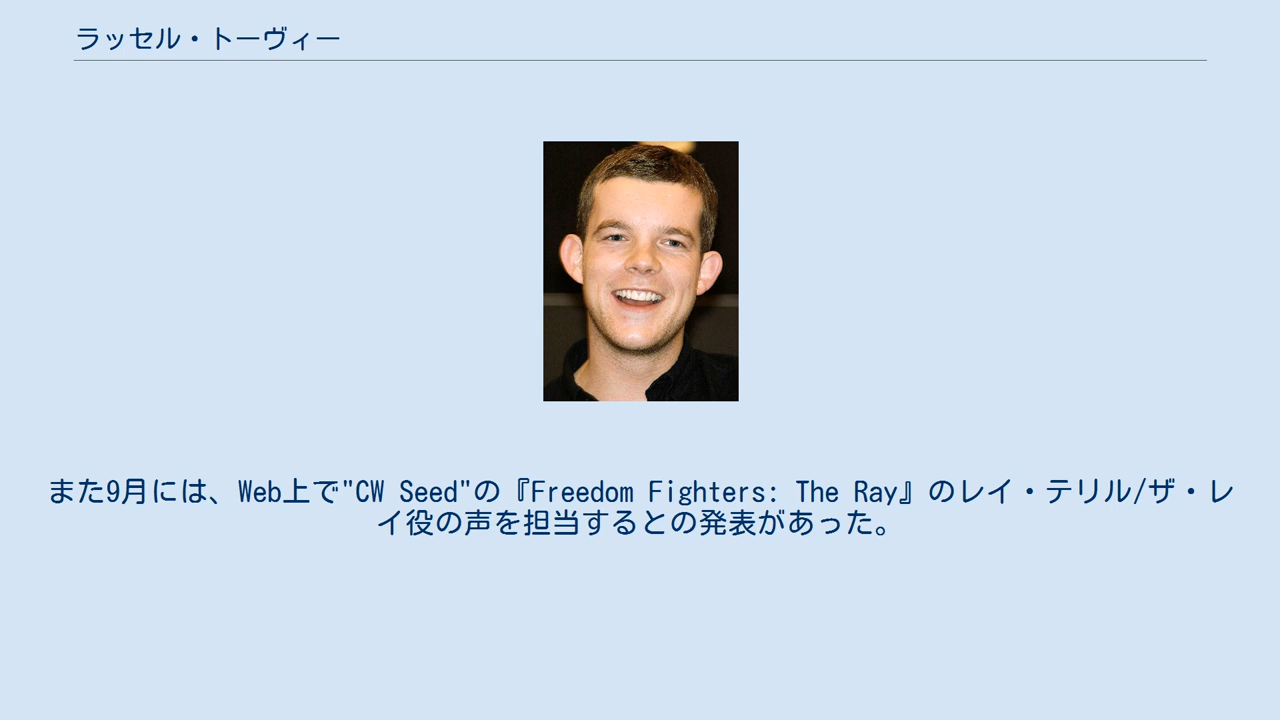 ラッセル・トーヴィー
また9月には、Web上で"CW Seed"の『Freedom Fighters: The Ray』のレイ・テリル/ザ・レ
イ役の声を担当するとの発表があった。